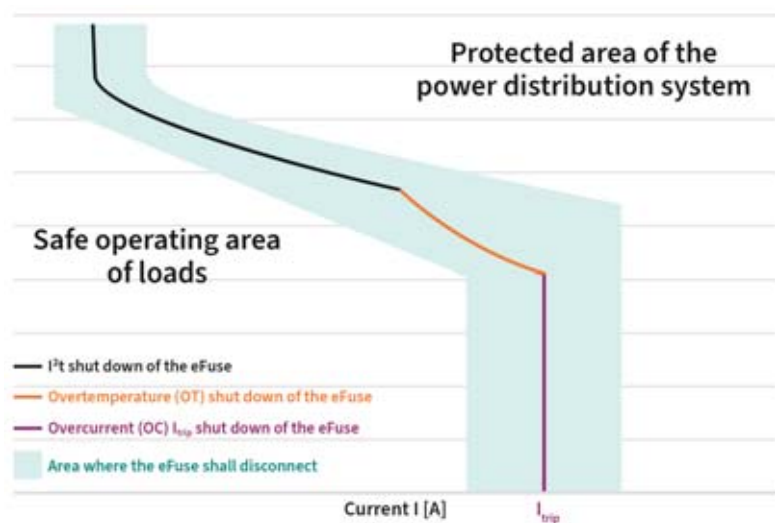 Protected area of the
power distribution system
Safe operating area
of loads
I²t shut down of the eFuse
Overtemperature (OT) shut down of the eFuse
Overcurrent (OC) Itrip shut down of the eFuse
Area where the eFuse shall disconnect
Current I [A]
Itrip